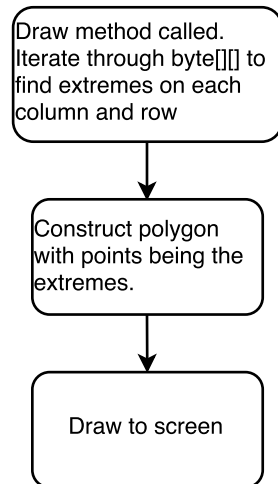 Draw method called.
Iterate through byte[][] to
find extremes on each
column and row
Construct polygon
with points being the
extremes.
Draw to screen